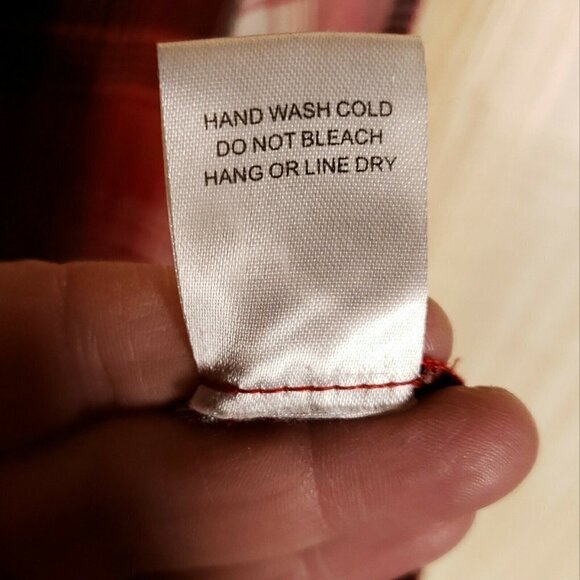 HAND WASH COLD
DO NOT BLEACH
HANG OR LINE DRY